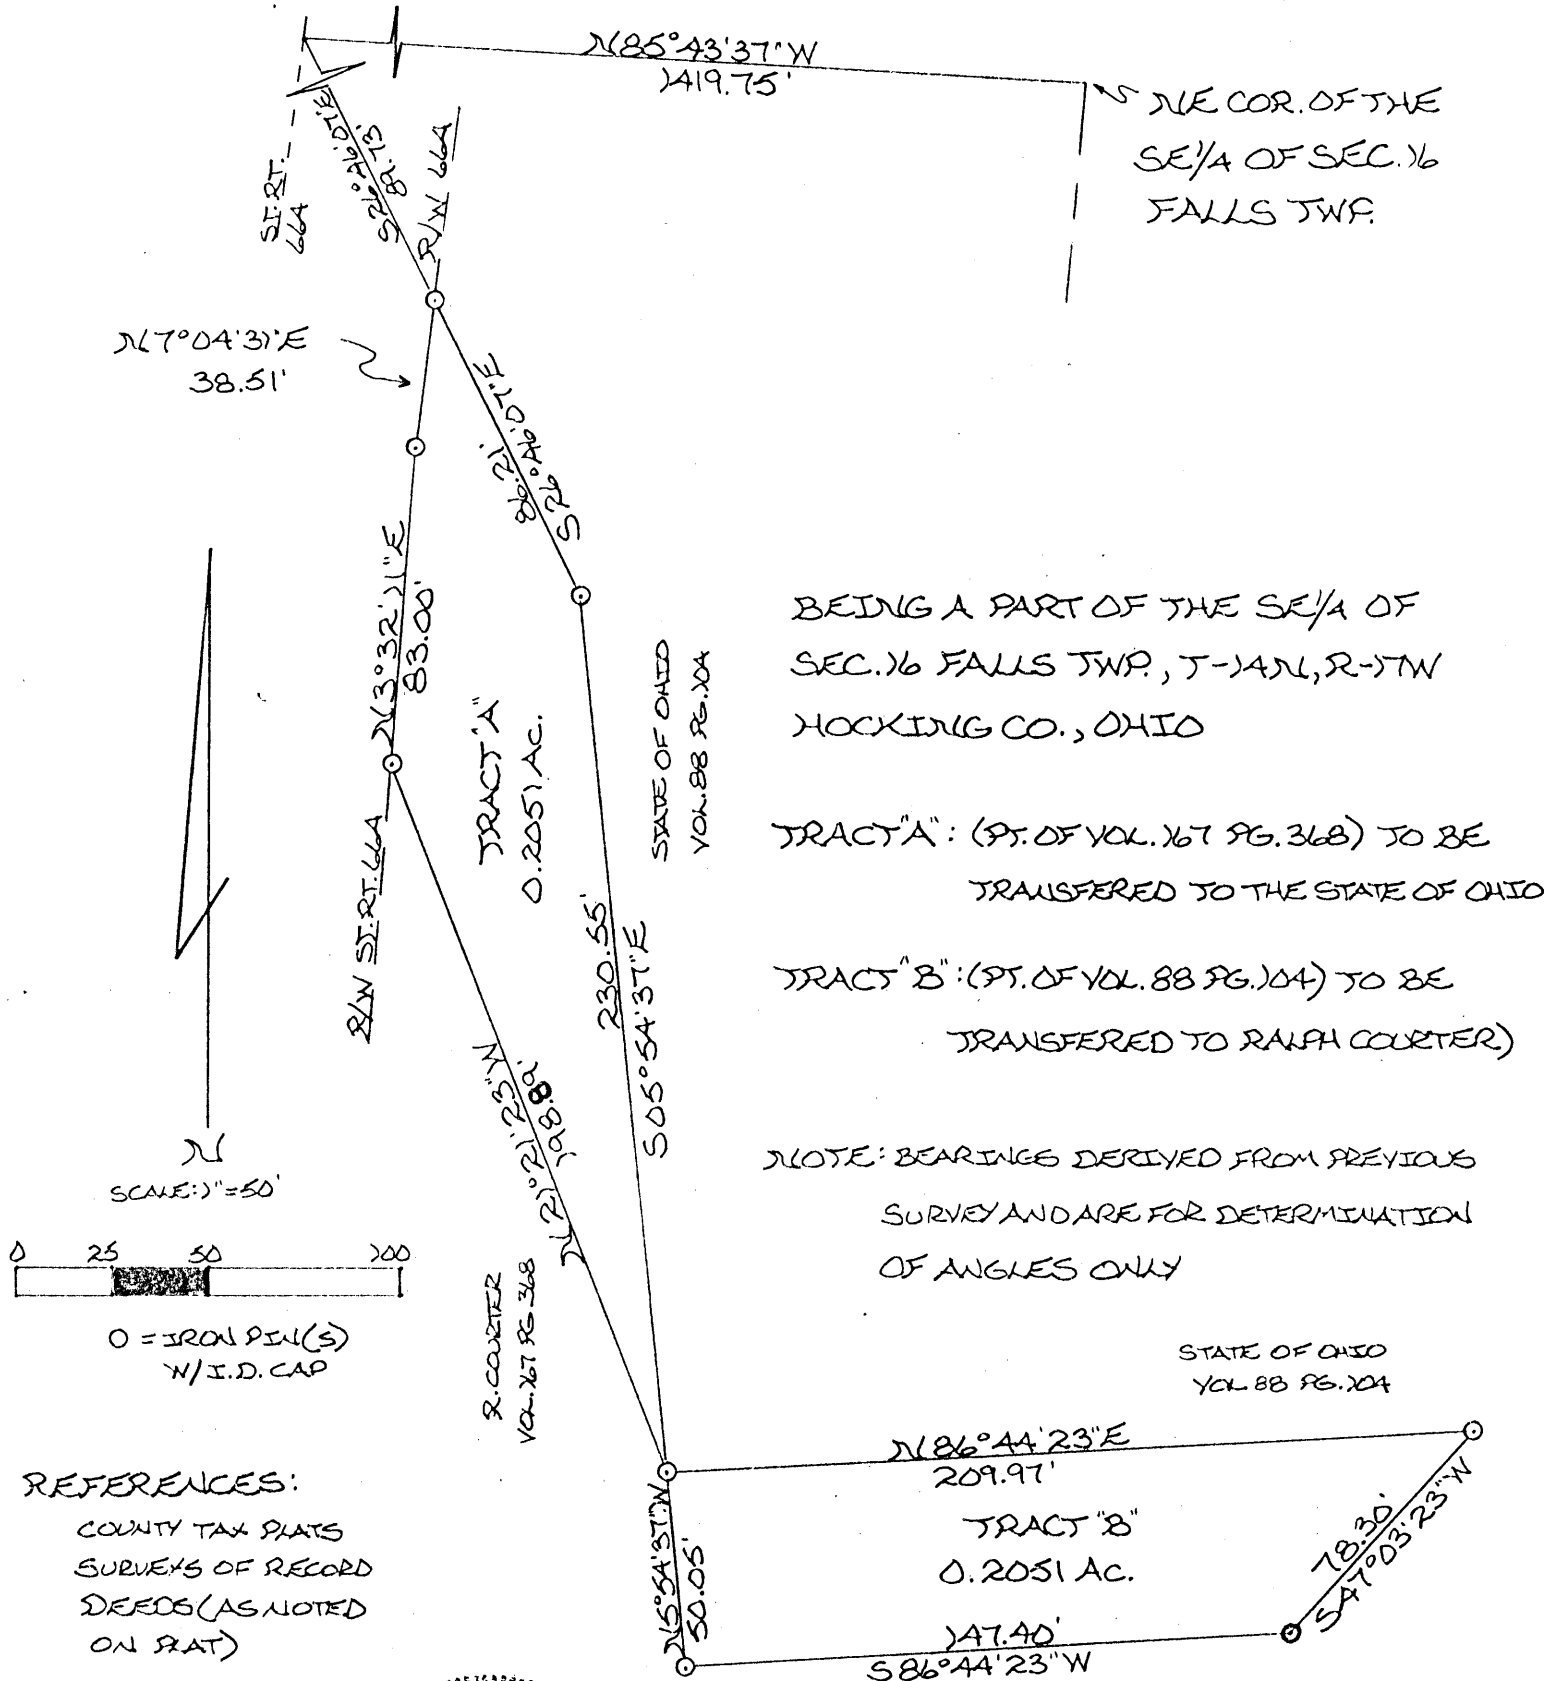 N85°43'37"W
1419.75'
NE COR. OF THE
SE1/4 OF SEC. 16
FALLS TWP.
ST. RT.
664
S26°46'07"E
89.73'
R/W 664
N7°04'31"E
38.51'
S26°46'07"E
86.21'
N3°32'11"E
83.00'
BEING A PART OF THE SE1/4 OF
SEC. 16 FALLS TWP., T-14N, R-17W
HOCKING CO., OHIO
TRACT "A"
0.2051 AC.
STATE OF OHIO
VOL. 88 PG. 104
R/W ST. RT. 664
TRACT "A": (PT. OF VOL. 167 PG. 368) TO BE
TRANSFERED TO THE STATE OF OHIO
230.55'
S05°54'37"E
TRACT "B": (PT. OF VOL. 88 PG. 104) TO BE
TRANSFERED TO RALPH COURTER)
N21°21'23"W
198.89'
NOTE: BEARINGS DERIVED FROM PREVIOUS
SURVEY AND ARE FOR DETERMINATION
OF ANGLES ONLY
N
SCALE: 1"=50'
0 25 50 100
O = IRON PIN(S)
W/ I.D. CAP
R. COURTER
VOL. 167 PG 368
STATE OF OHIO
VOL 88 PG. 104
N86°44'23"E
209.97'
TRACT "B"
0.2051 AC.
78.30'
S47°03'23"W
N5°54'37"W
50.05'
147.40'
S86°44'23"W
REFERENCES:
COUNTY TAX PLATS
SURVEYS OF RECORD
DEEDS (AS NOTED
ON PLAT)